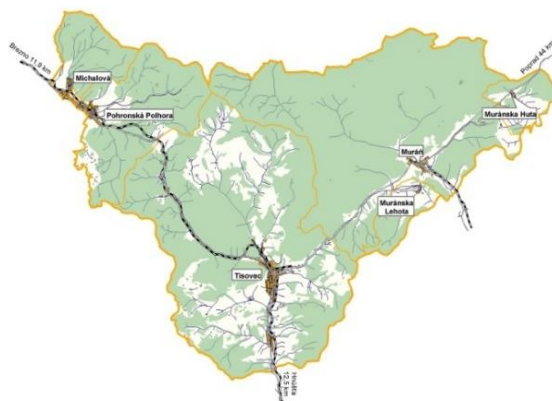 Brezno 11,9 km
Michalová
Pohronská Polhora
Poprad 44 km
Muránska Huta
Muráň
Muránska
Lehota
Tisovec
Hnúšťa
12,5 km